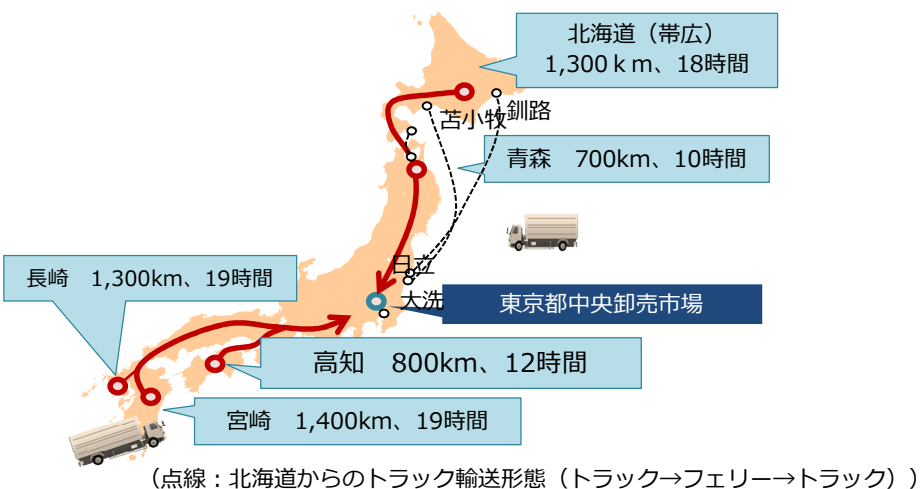 北海道（帯広）
1,300ｋｍ、18時間
苫小牧
釧路
青森　700km、10時間
日立
長崎　1,300km、19時間
大洗
東京都中央卸売市場
高知　800km、12時間
宮崎　1,400km、19時間
（点線：北海道からのトラック輸送形態（トラック→フェリー→トラック））